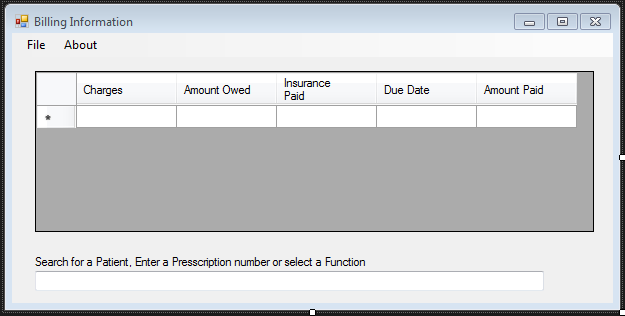 Billing Information
File About
Charges Amount Owed Insurance Paid Due Date Amount Paid
*
Search for a Patient, Enter a Presscription number or select a Function